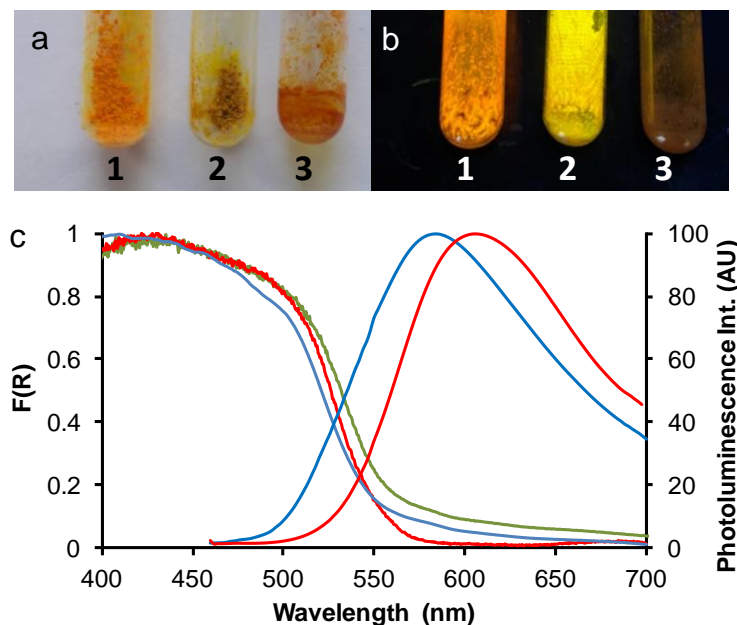 a
1 2 3
b
1 2 3
c
F(R)
1
0.8
0.6
0.4
0.2
0
100
80
60
40
20
0
Photoluminescence Int. (AU)
400 450 500 550 600 650 700
Wavelength (nm)